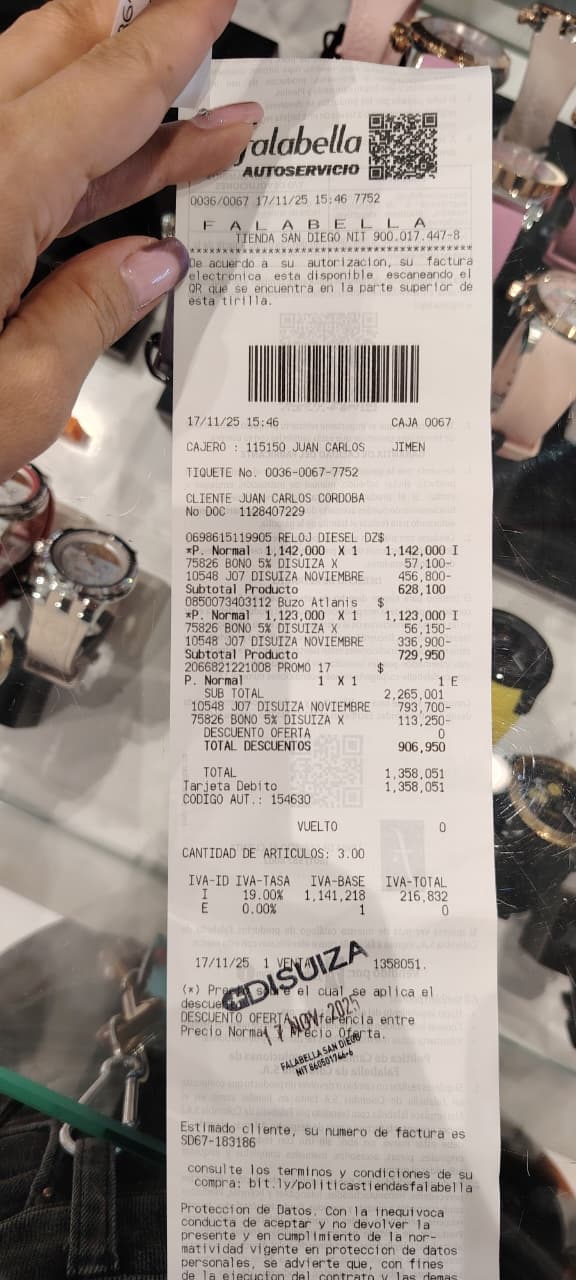 falabella
AUTOSERVICIO
0036/0067 17/11/25 15:46 7752
F A L A B E L L A
TIENDA SAN DIEGO NIT 900.017.447-8
****************************************
De acuerdo a su autorizacion, su factura
electronica esta disponible escaneando el
QR que se encuentra en la parte superior de
esta tirilla.
17/11/25 15:46 CAJA 0067
CAJERO : 115150 JUAN CARLOS JIMEN
TIQUETE No. 0036-0067-7752
CLIENTE JUAN CARLOS CORDOBA
No DOC 1128407229
0698615119905 RELOJ DIESEL DZ$
*P. Normal 1,142,000 X 1 1,142,000 I
75826 BONO 5% DISUIZA X 57,100-
10548 J07 DISUIZA NOVIEMBRE 456,800-
Subtotal Producto 628,100
0850073403112 Buzo Atlanis $
*P. Normal 1,123,000 X 1 1,123,000 I
75826 BONO 5% DISUIZA X 56,150-
10548 J07 DISUIZA NOVIEMBRE 336,900-
Subtotal Producto 729,950
2066821221008 PROMO 17 $
P. Normal 1 X 1 1 E
SUB TOTAL 2,265,001
10548 J07 DISUIZA NOVIEMBRE 793,700-
75826 BONO 5% DISUIZA X 113,250-
DESCUENTO OFERTA 0
TOTAL DESCUENTOS 906,950
TOTAL 1,358,051
Tarjeta Debito 1,358,051
CODIGO AUT.: 154630
VUELTO 0
CANTIDAD DE ARTICULOS: 3.00
IVA-ID IVA-TASA IVA-BASE IVA-TOTAL
I 19.00% 1,141,218 216,832
E 0.00% 1 0
17/11/25 1 VENTA 1358051.
(*) Precio sobre el cual se aplica el
descuento
DESCUENTO OFERTA: Diferencia entre
Precio Normal y Precio Oferta.
DISUIZA
17 NOV 2025
FALABELLA SAN DIEGO
Estimado cliente, su numero de factura es
SD67-183186
consulte los terminos y condiciones de su
compra: bit.ly/politicastiendasfalabella
Proteccion de Datos. Con la inequivoca
conducta de aceptar y no devolver la
presente y en cumplimiento de la nor-
matividad vigente en proteccion de datos
personales, se advierte que, con fines
de la ejecucion del contrato y las demas